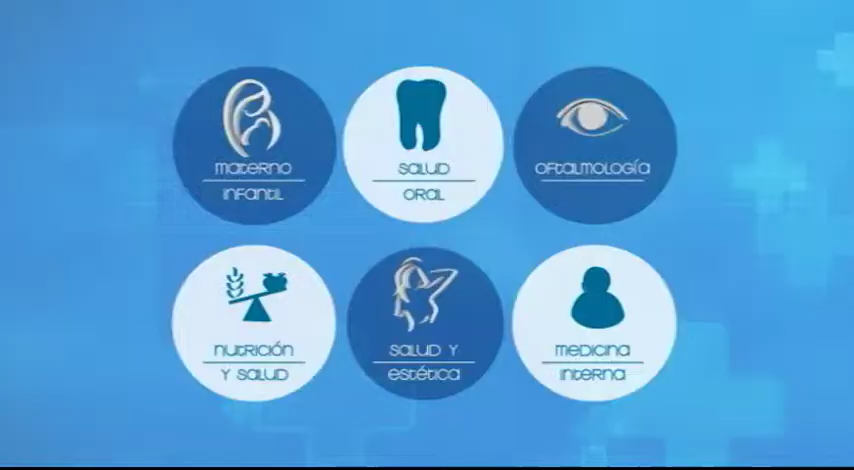 MATERNO
INFANTIL
SALUD
ORAL
OFTALMOLOGÍA
NUTRICIÓN
Y SALUD
SALUD Y
ESTÉTICA
MEDICINA
INTERNA